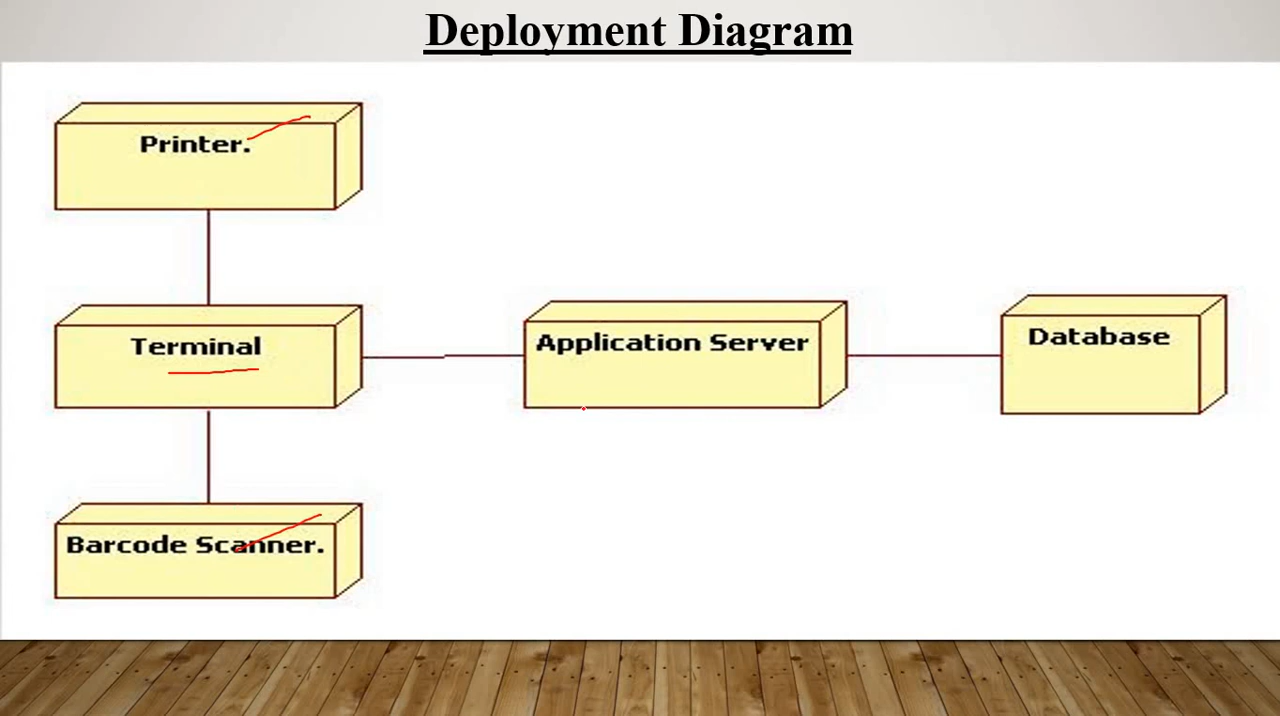 Deployment Diagram
Printer.
Terminal
Application Server
Database
Barcode Scanner.